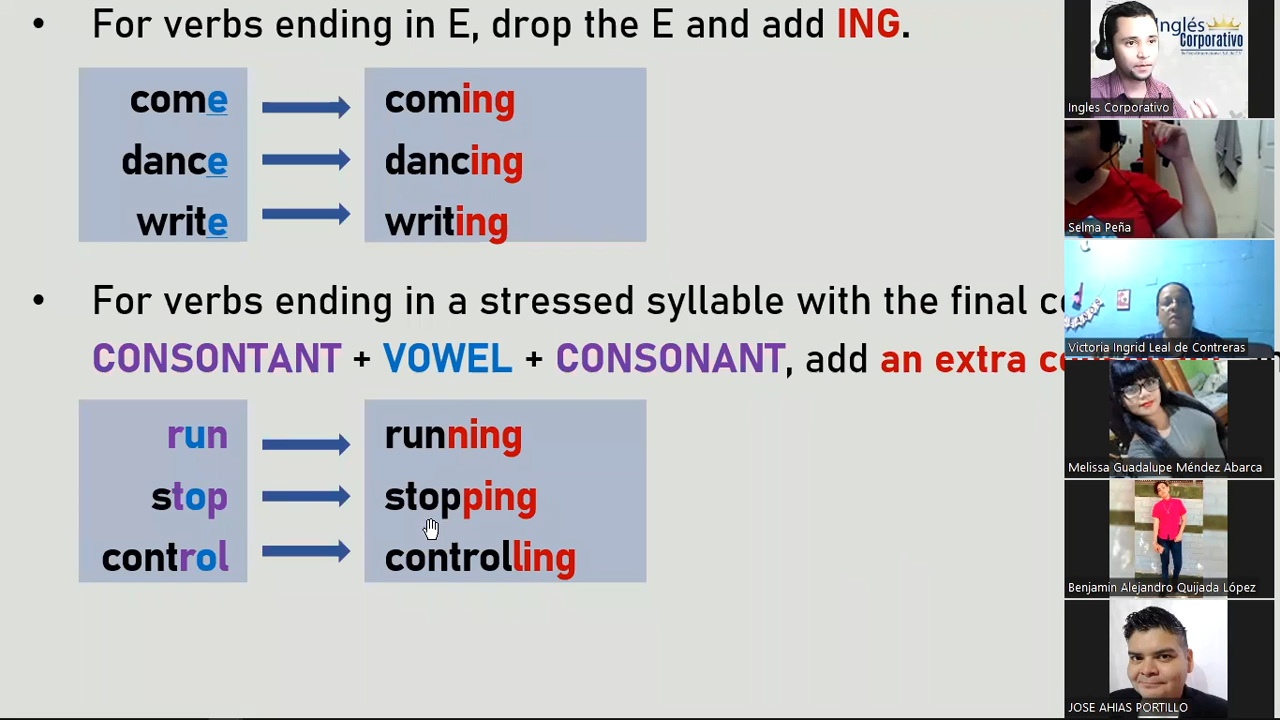 • For verbs ending in E, drop the E and add ING.
come coming
dance dancing
write writing
• For verbs ending in a stressed syllable with the final
CONSONTANT + VOWEL + CONSONANT, add an extra
run running
stop stopping
control controlling
Inglés
Corporativo
Ingles Corporativo
Selma Peña
Victoria Ingrid Leal de Contreras
Melissa Guadalupe Méndez Abarca
Benjamin Alejandro Quijada López
JOSE AHIAS PORTILLO